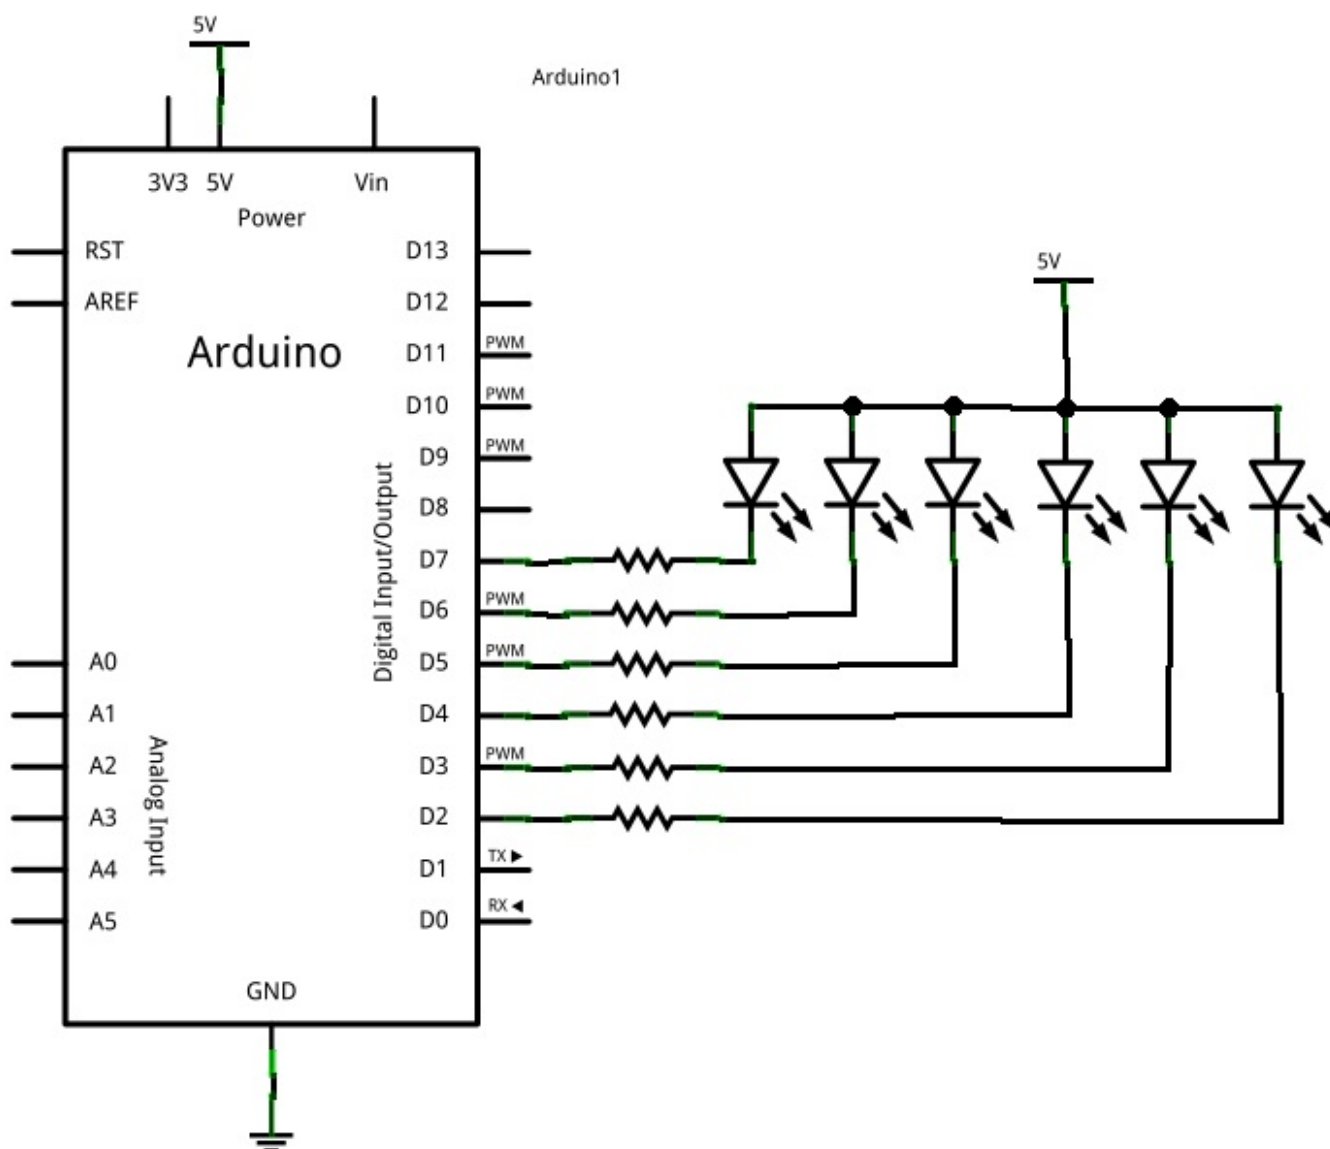 5V
Arduino1
3V3 5V Vin
Power
RST D13
AREF D12
Arduino
D11 PWM
D10 PWM
D9 PWM
D8
Digital Input/Output
D7
D6 PWM
A0 D5 PWM
A1 D4
A2 D3 PWM
Analog Input
A3 D2
A4 D1 TX
A5 D0 RX
GND
5V